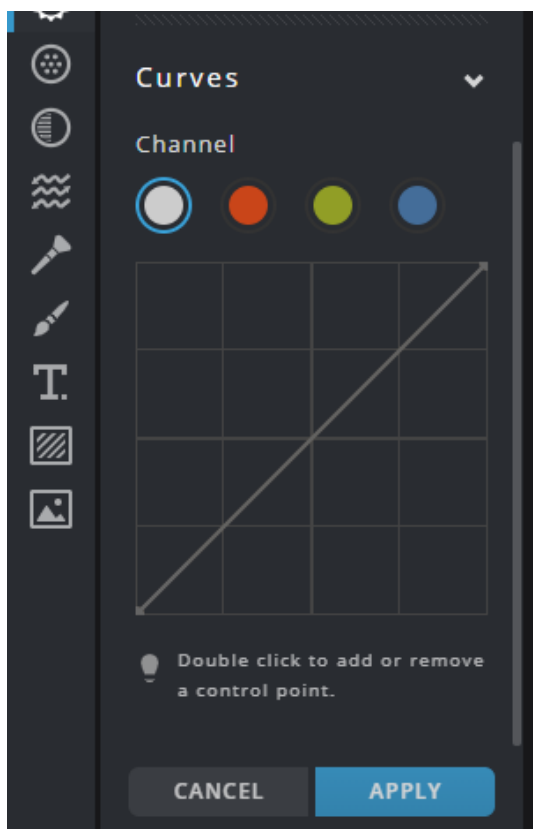 Curves
Channel
T.
Double click to add or remove
a control point.
CANCEL
APPLY